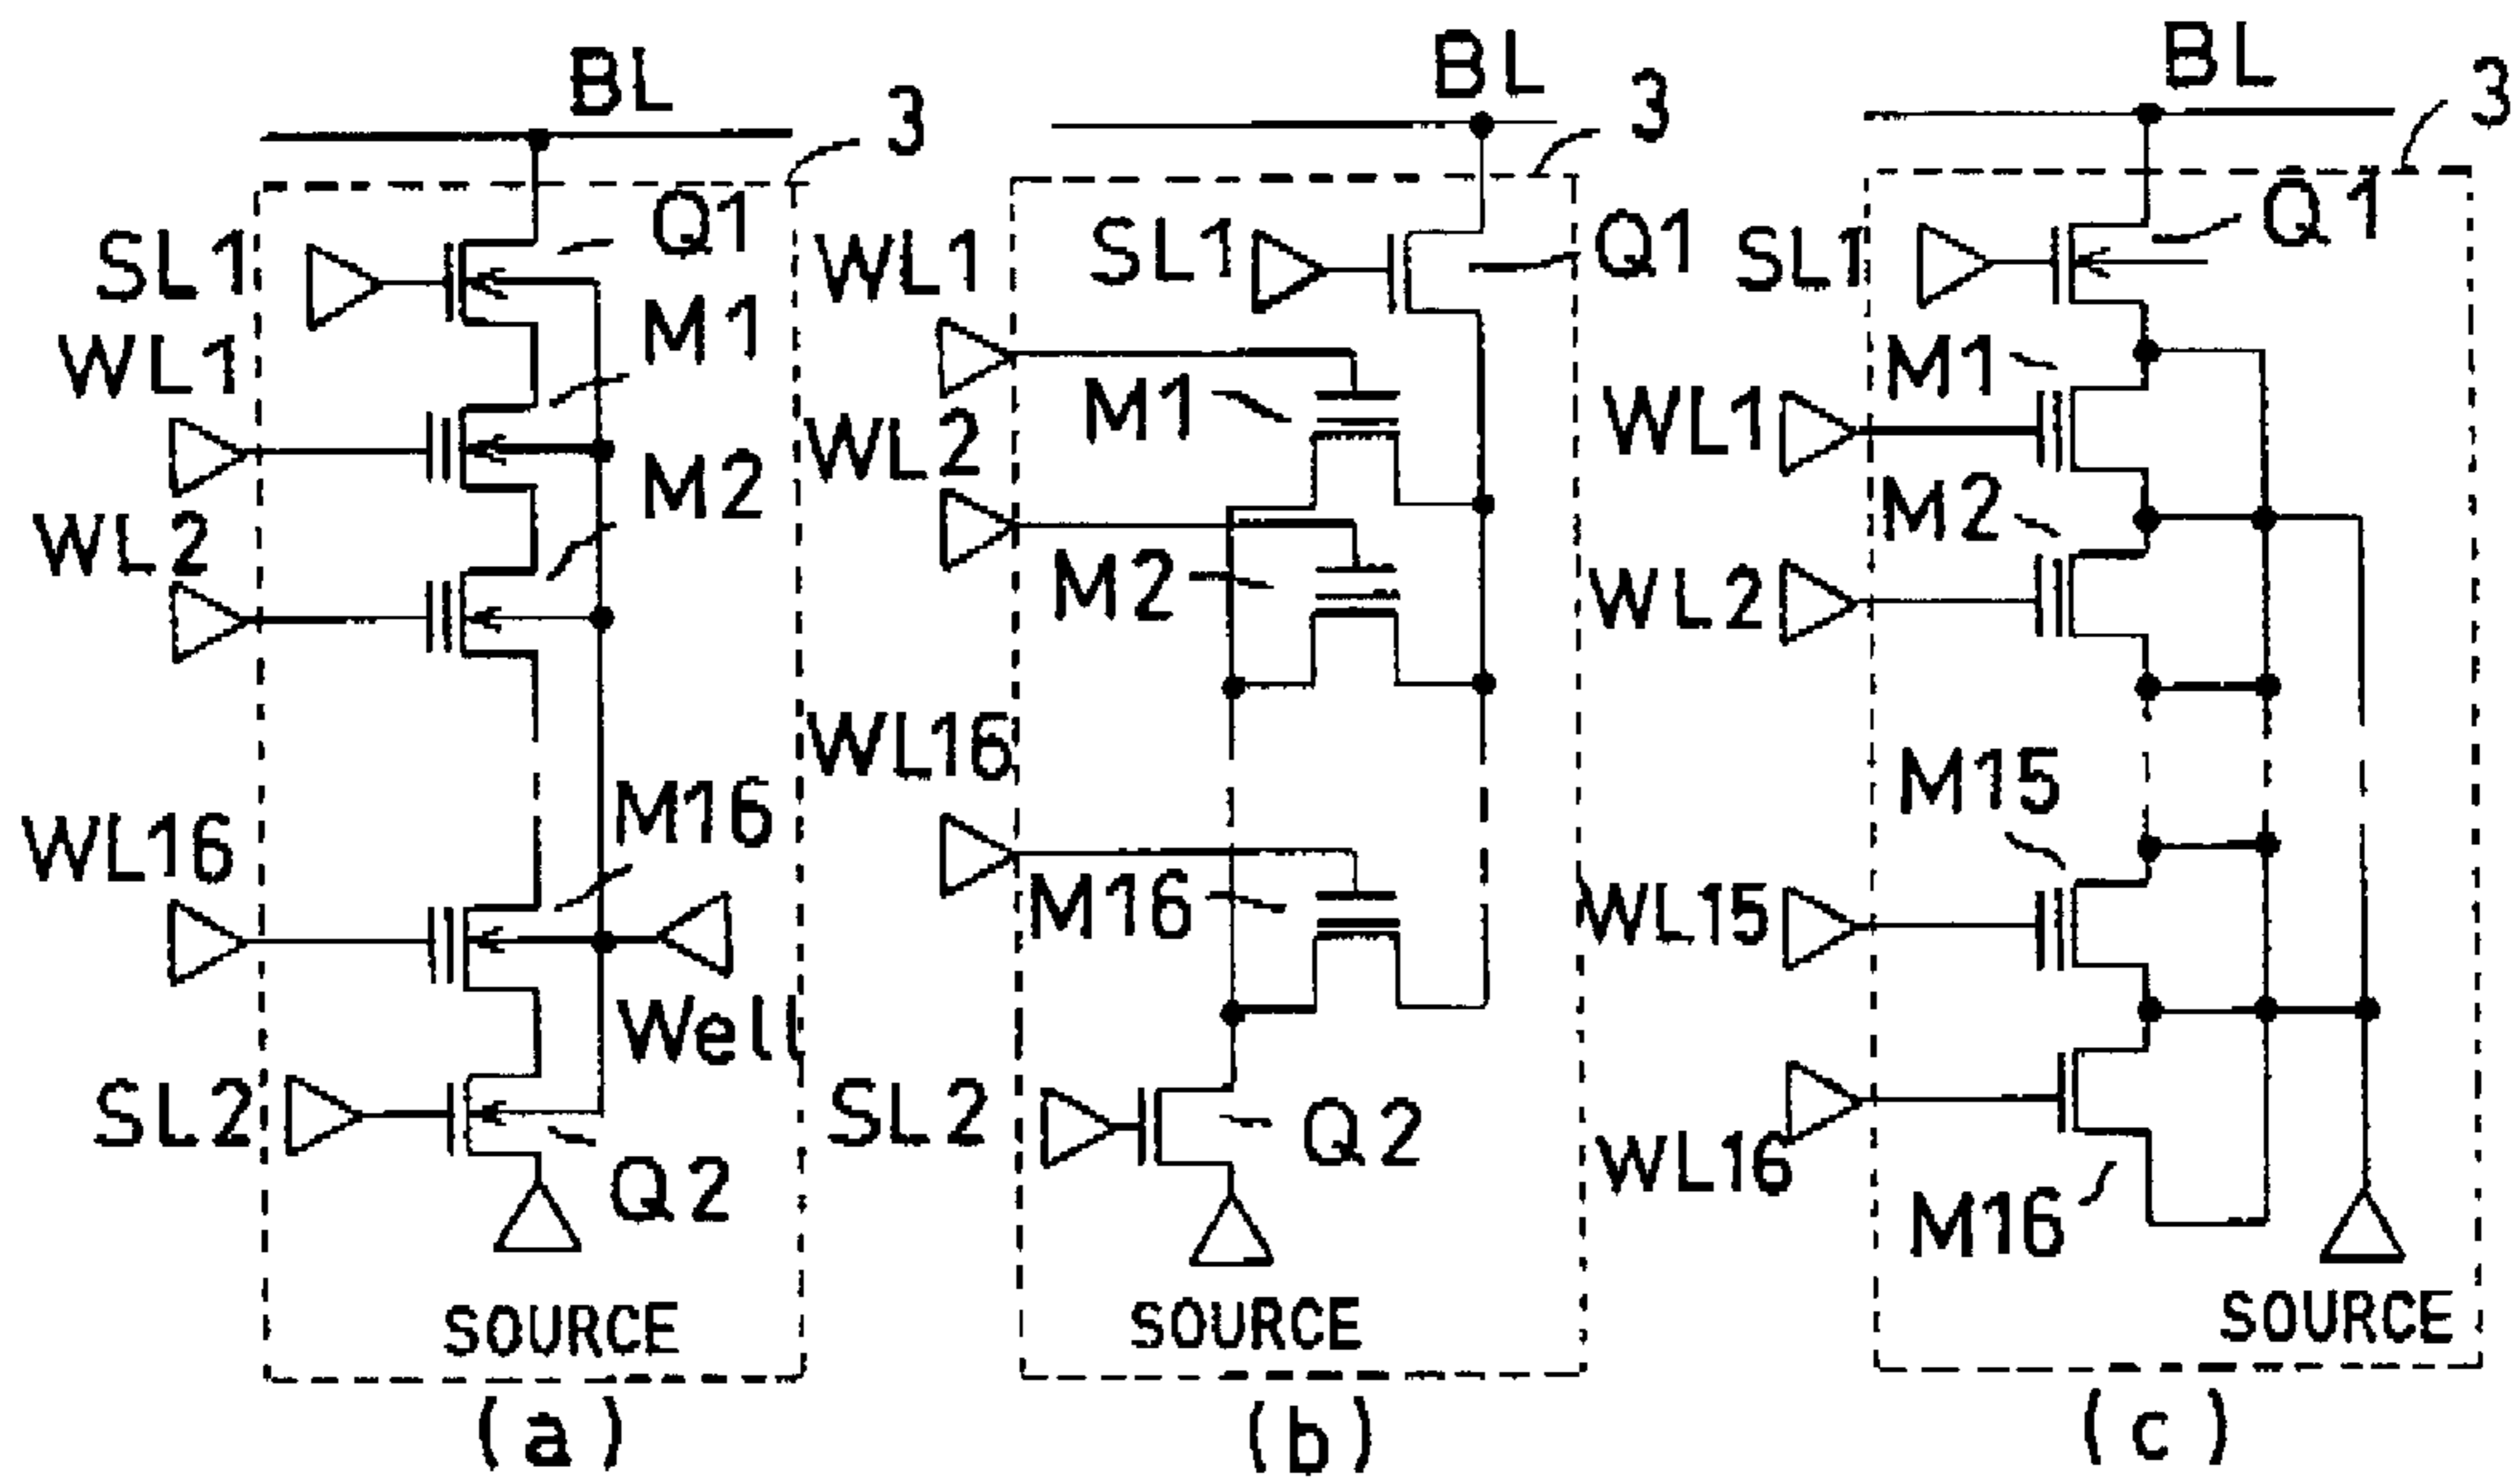 BL
3
Q1
SL1
M1
WL1
M2
WL2
M16
WL16
Well
SL2
Q2
SOURCE
(a)
BL
3
WL1
SL1
Q1
M1
WL2
M2
WL16
M16
SL2
Q2
SOURCE
(b)
BL
3
Q1
SL1
M1
WL1
M2
WL2
M15
WL15
WL16
M16
SOURCE
(c)